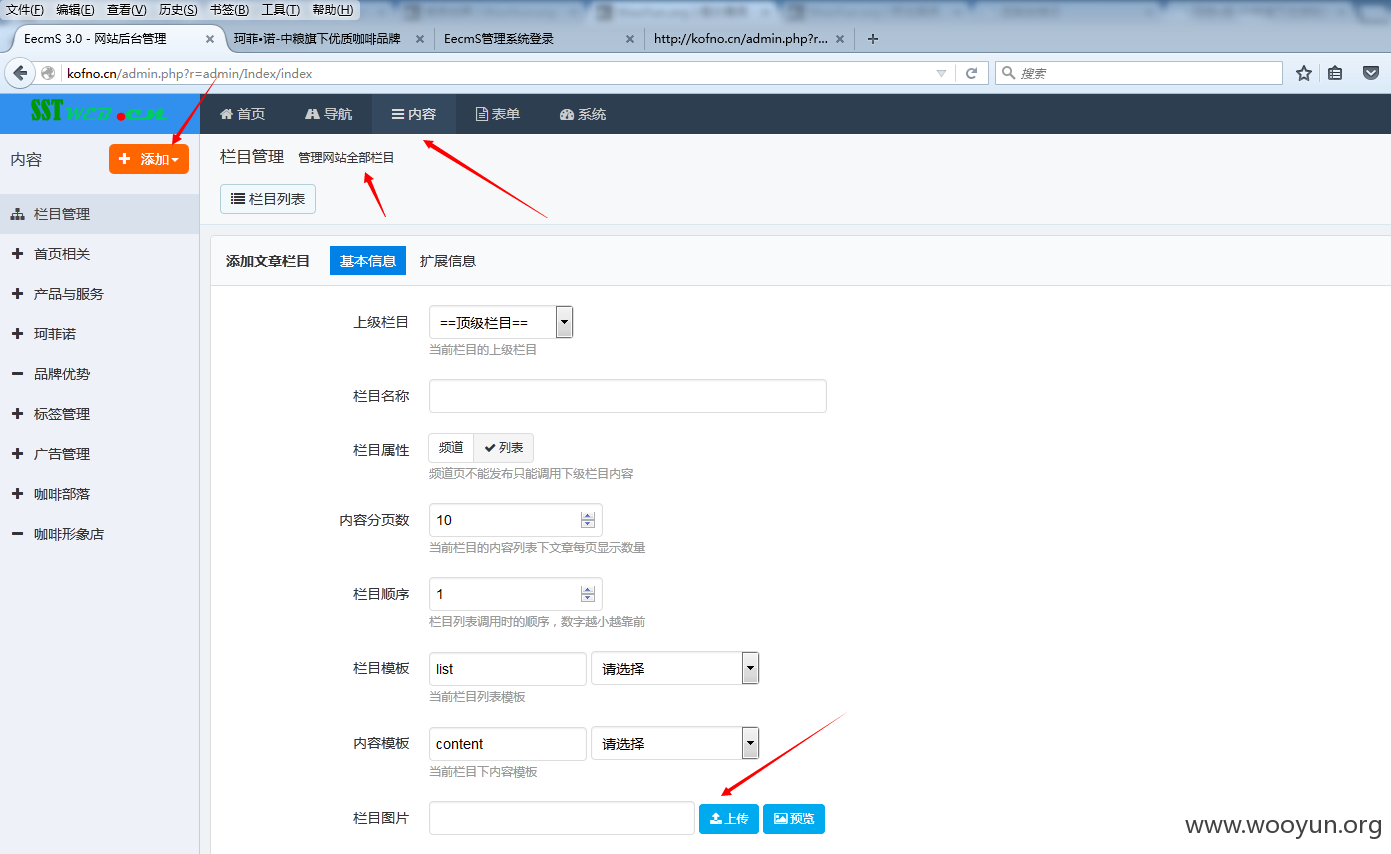 文件(F) 编辑(E) 查看(V) 历史(S) 书签(B) 工具(T) 帮助(H)
EecmS 3.0 - 网站后台管理 × 珂菲•诺-中粮旗下优质咖啡品牌 × EecmS管理系统登录 × http://kofno.cn/admin.php?r... × +
kofno.cn/admin.php?r=admin/Index/index 搜索
SST 首页 导航 内容 表单 系统
内容 + 添加
栏目管理 管理网站全部栏目
栏目列表
栏目管理
首页相关
产品与服务
珂菲诺
品牌优势
标签管理
广告管理
咖啡部落
咖啡形象店
添加文章栏目 基本信息 扩展信息
上级栏目 ==顶级栏目==
当前栏目的上级栏目
栏目名称
栏目属性 频道 列表
频道页不能发布只能调用下级栏目内容
内容分页数 10
当前栏目的内容列表下文章每页显示数量
栏目顺序 1
栏目列表调用时的顺序，数字越小越靠前
栏目模板 list 请选择
当前栏目列表模板
内容模板 content 请选择
当前栏目下内容模板
栏目图片 上传 预览
www.wooyun.org